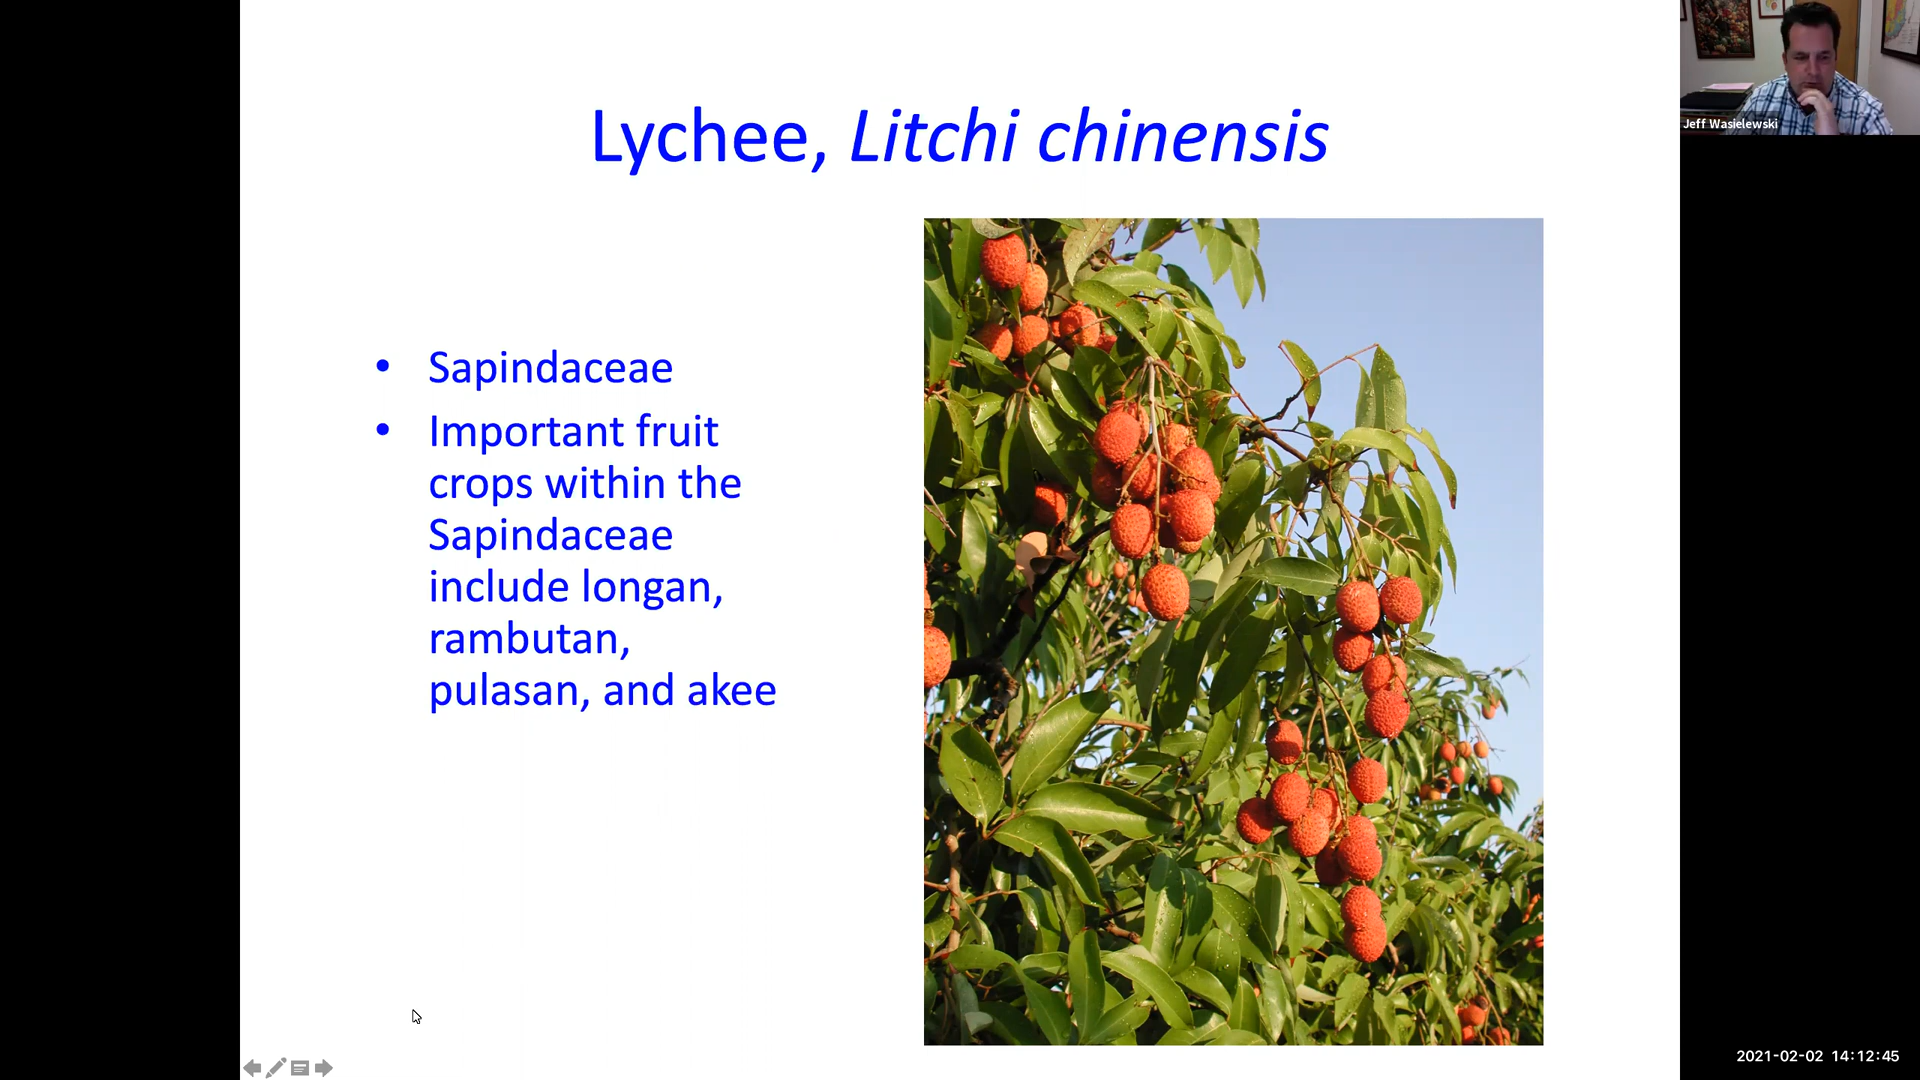 Lychee, Litchi chinensis
• Sapindaceae
• Important fruit
crops within the
Sapindaceae
include longan,
rambutan,
pulasan, and akee
Jeff Wasielewski
2021-02-02 14:12:45